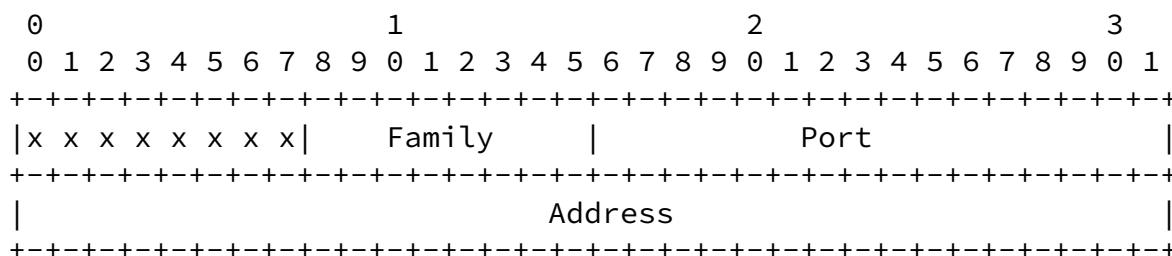 0                   1                   2                   3
 0 1 2 3 4 5 6 7 8 9 0 1 2 3 4 5 6 7 8 9 0 1 2 3 4 5 6 7 8 9 0 1
+-+-+-+-+-+-+-+-+-+-+-+-+-+-+-+-+-+-+-+-+-+-+-+-+-+-+-+-+-+-+-+-+
|x x x x x x x x|    Family     |           Port                |
+-+-+-+-+-+-+-+-+-+-+-+-+-+-+-+-+-+-+-+-+-+-+-+-+-+-+-+-+-+-+-+-+
|                             Address                           |
+-+-+-+-+-+-+-+-+-+-+-+-+-+-+-+-+-+-+-+-+-+-+-+-+-+-+-+-+-+-+-+-+